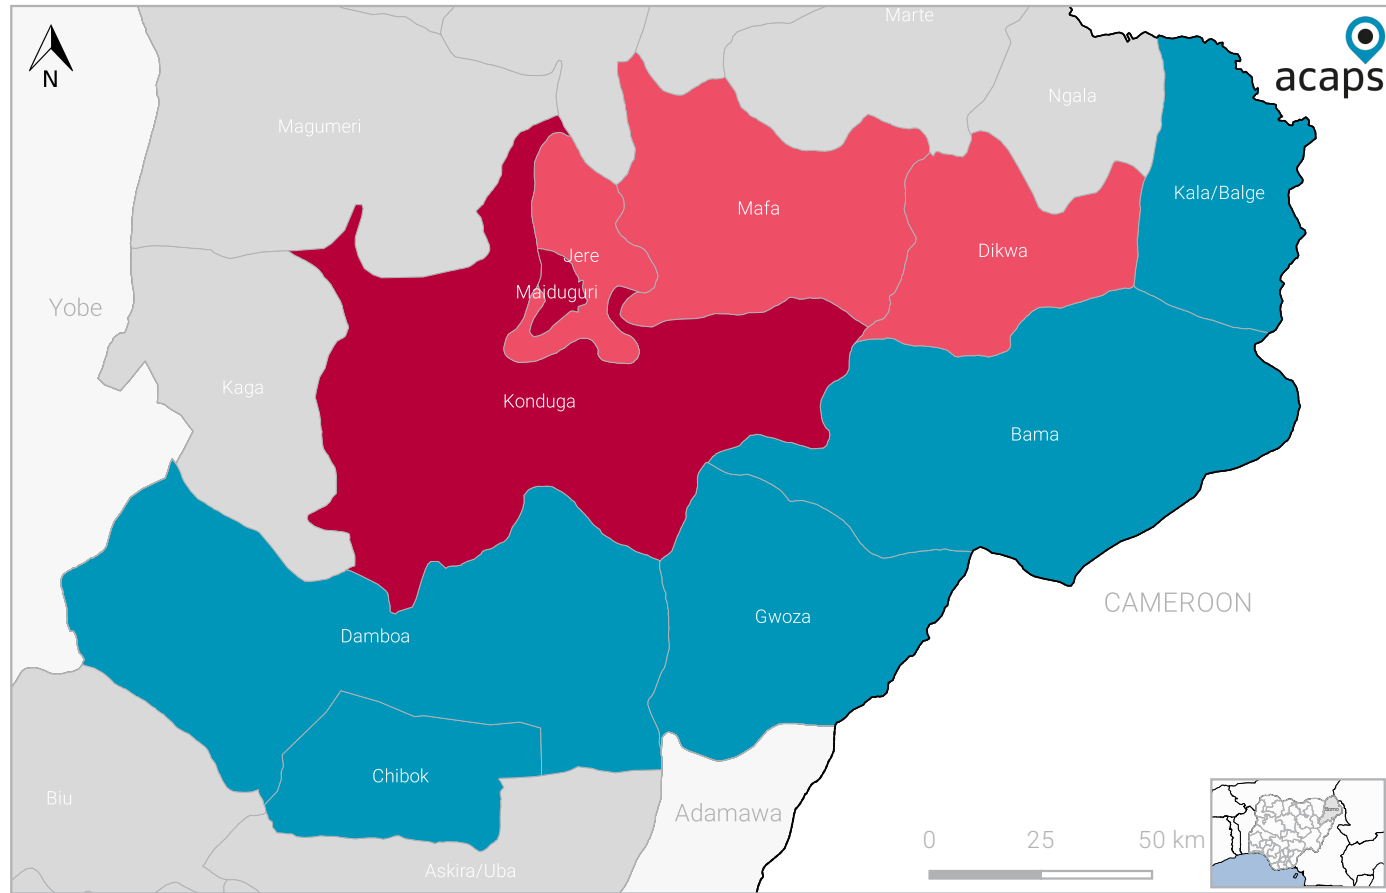 Marte
N
acaps
Ngala
Magumeri
Kala/Balge
Mafa
Dikwa
Jere
Maiduguri
Yobe
Kaga
Konduga
Bama
CAMEROON
Gwoza
Damboa
Chibok
Biu
Adamawa
Askira/Uba
0 25 50 km
Borno